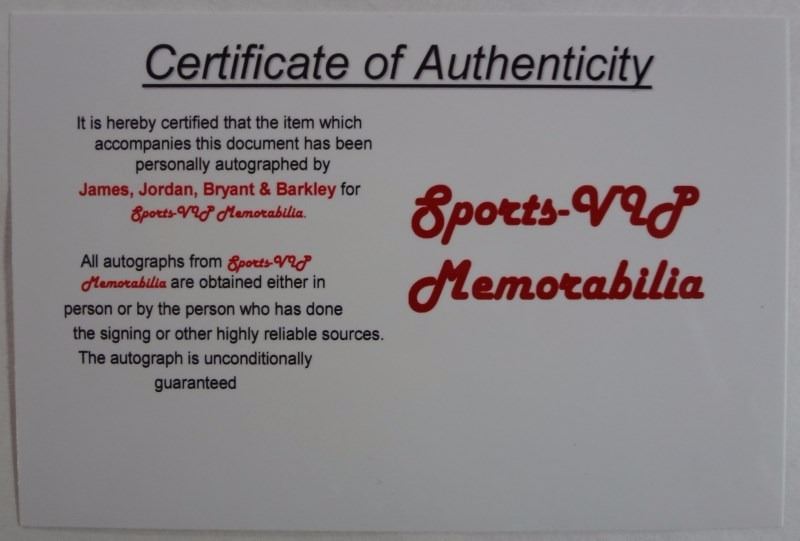 Certificate of Authenticity
It is hereby certified that the item which
accompanies this document has been
personally autographed by
James, Jordan, Bryant & Barkley for
Sports-VIP Memorabilia.
All autographs from Sports-VIP
Memorabilia are obtained either in
person or by the person who has done
the signing or other highly reliable sources.
The autograph is unconditionally
guaranteed
Sports-VIP
Memorabilia